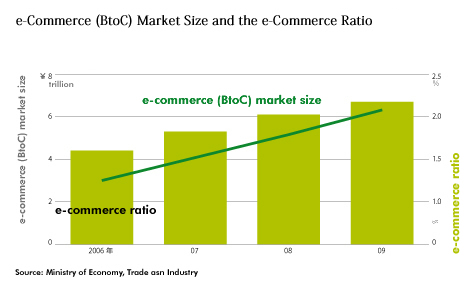 e-Commerce (BtoC) Market Size and the e-Commerce Ratio
¥ 8
trillion
6
4
2
0
e-commerce (BtoC) market size
e-commerce (BtoC) market size
e-commerce ratio
2.5
%
2.0
1.5
1.0
0
e-commerce ratio
2006 年
07
08
09
Source: Ministry of Economy, Trade asn Industry